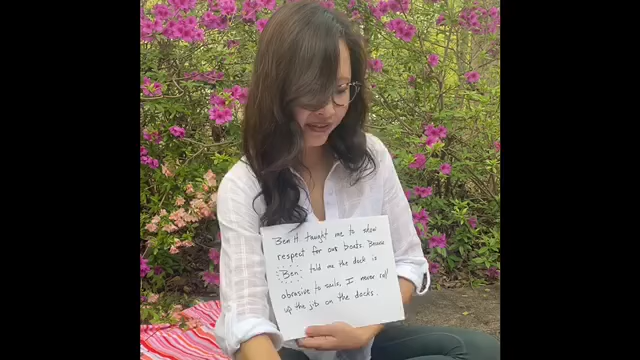 Ben H. taught me to show
respect for our boats. Because
Ben told me the dock is
abrasive to sails, I never roll
up the jib on the docks.